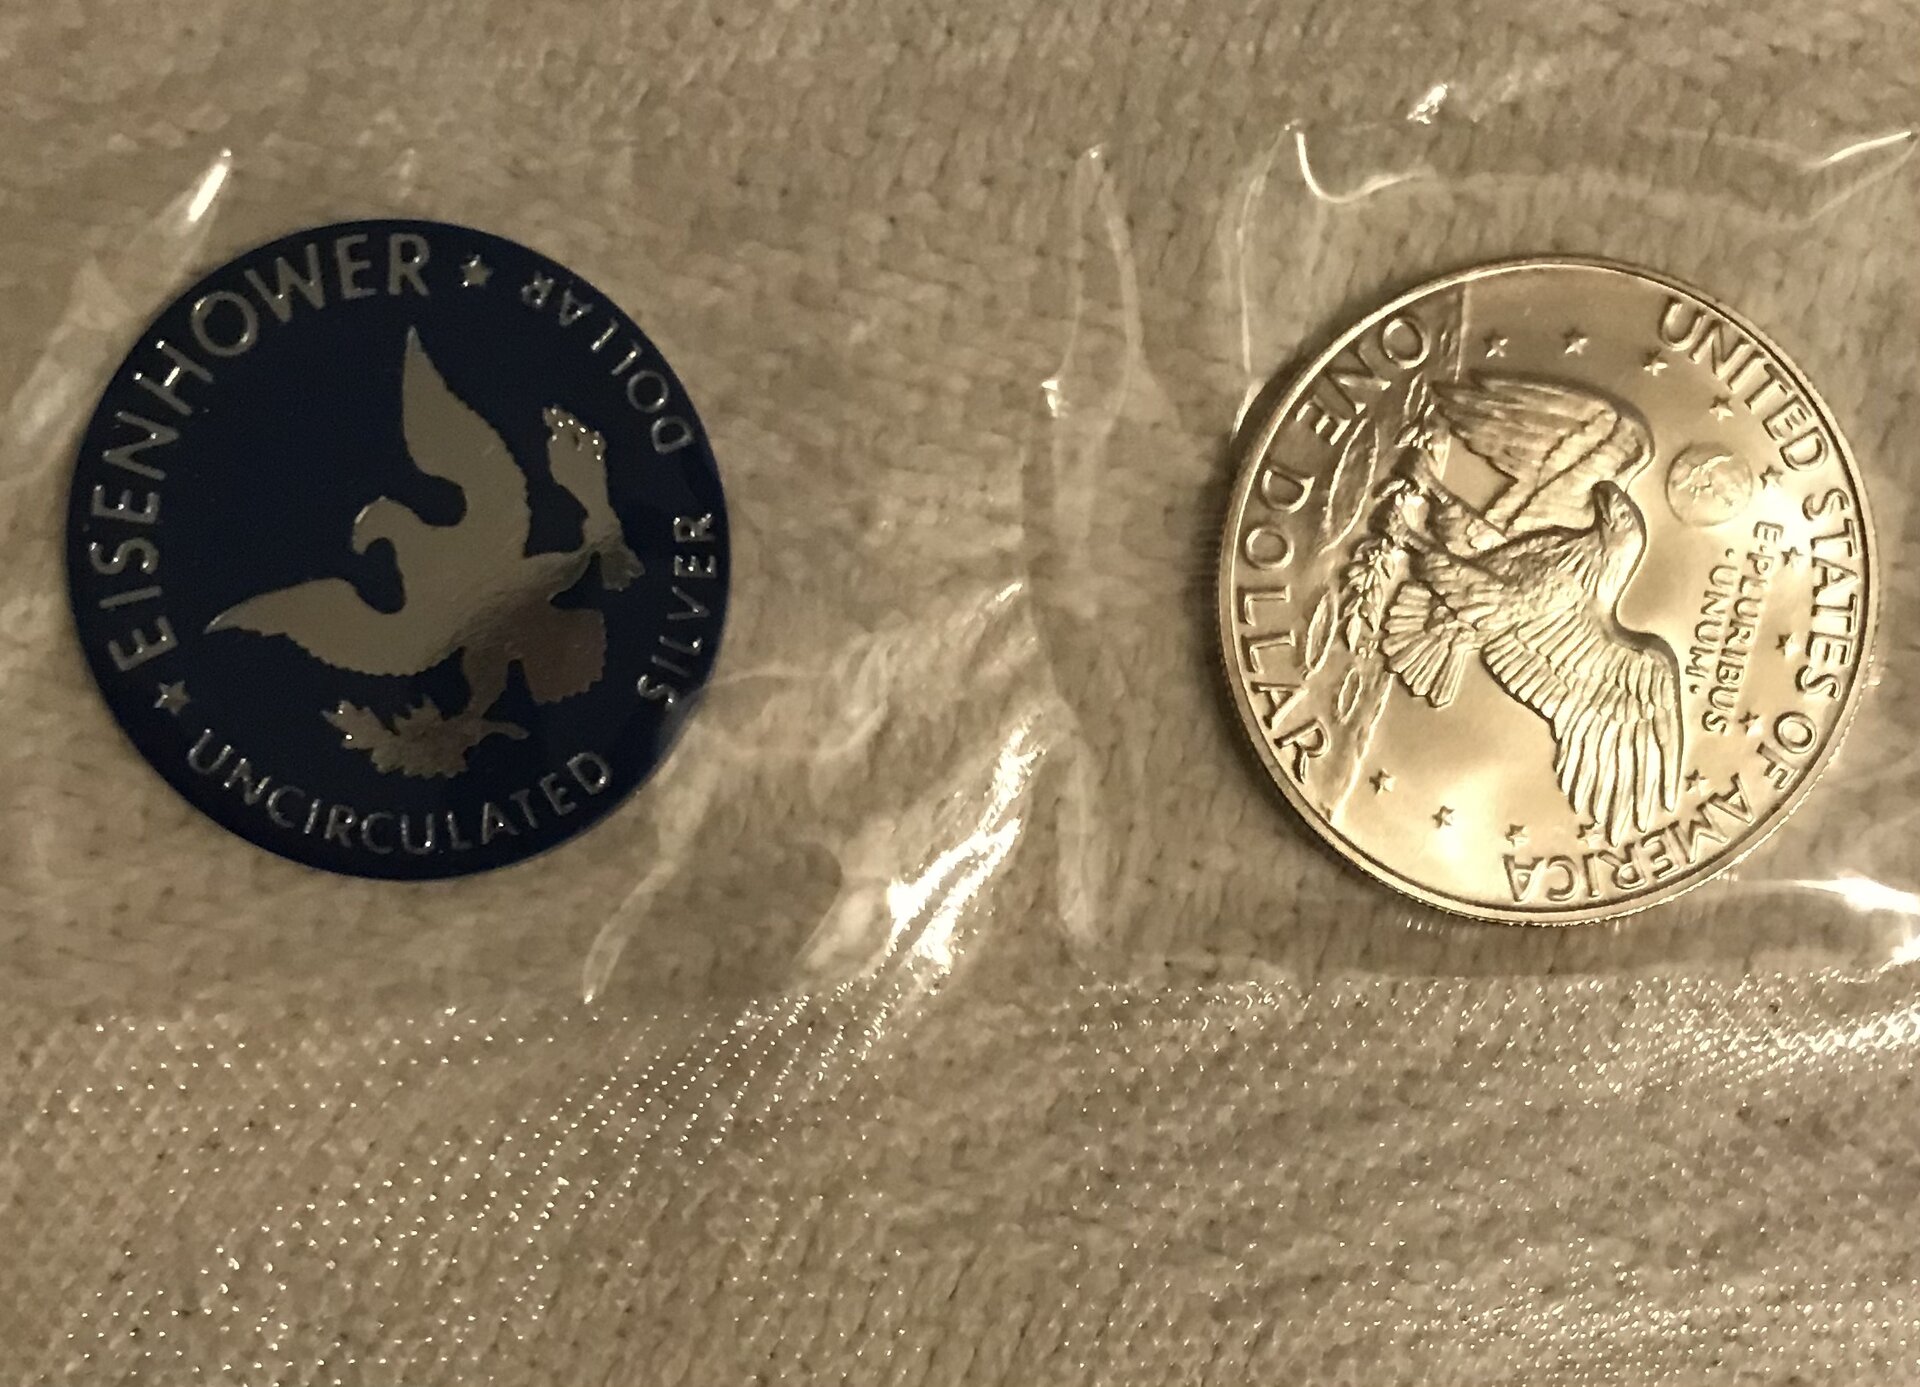 EISENHOWER ★ SILVER DOLLAR
★ UNCIRCULATED
UNITED STATES OF AMERICA
E·PLURIBUS
·UNUM·
ONE DOLLAR